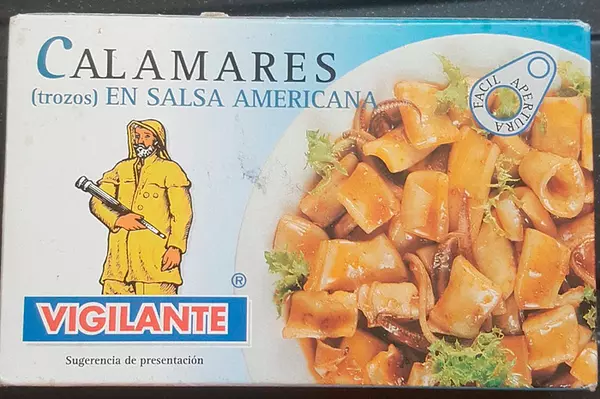 CALAMARES
(trozos) EN SALSA AMERICANA
FACIL APERTURA
®
VIGILANTE
Sugerencia de presentación